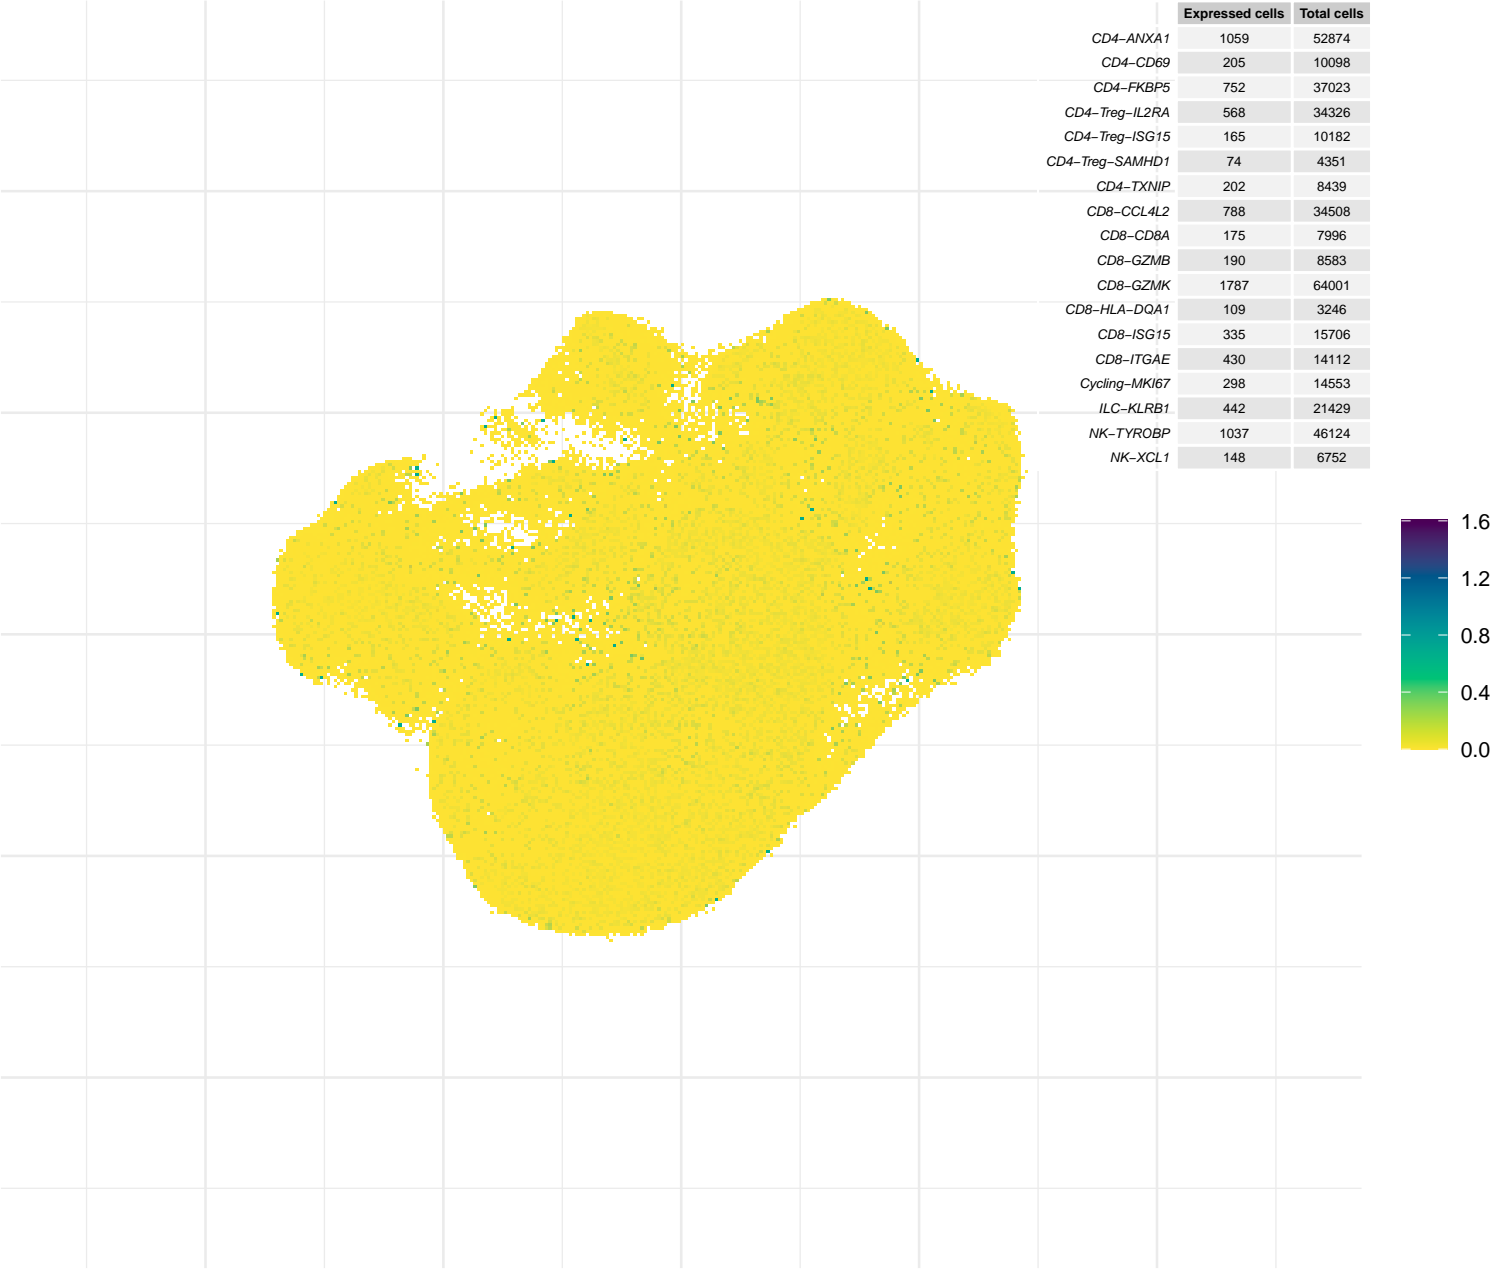 Expressed cells Total cells
CD4−ANXA1 1059 52874
CD4−CD69 205 10098
CD4−FKBP5 752 37023
CD4−Treg−IL2RA 568 34326
CD4−Treg−ISG15 165 10182
CD4−Treg−SAMHD1 74 4351
CD4−TXNIP 202 8439
CD8−CCL4L2 788 34508
CD8−CD8A 175 7996
CD8−GZMB 190 8583
CD8−GZMK 1787 64001
CD8−HLA−DQA1 109 3246
CD8−ISG15 335 15706
CD8−ITGAE 430 14112
Cycling−MKI67 298 14553
ILC−KLRB1 442 21429
NK−TYROBP 1037 46124
NK−XCL1 148 6752
1.6
1.2
0.8
0.4
0.0